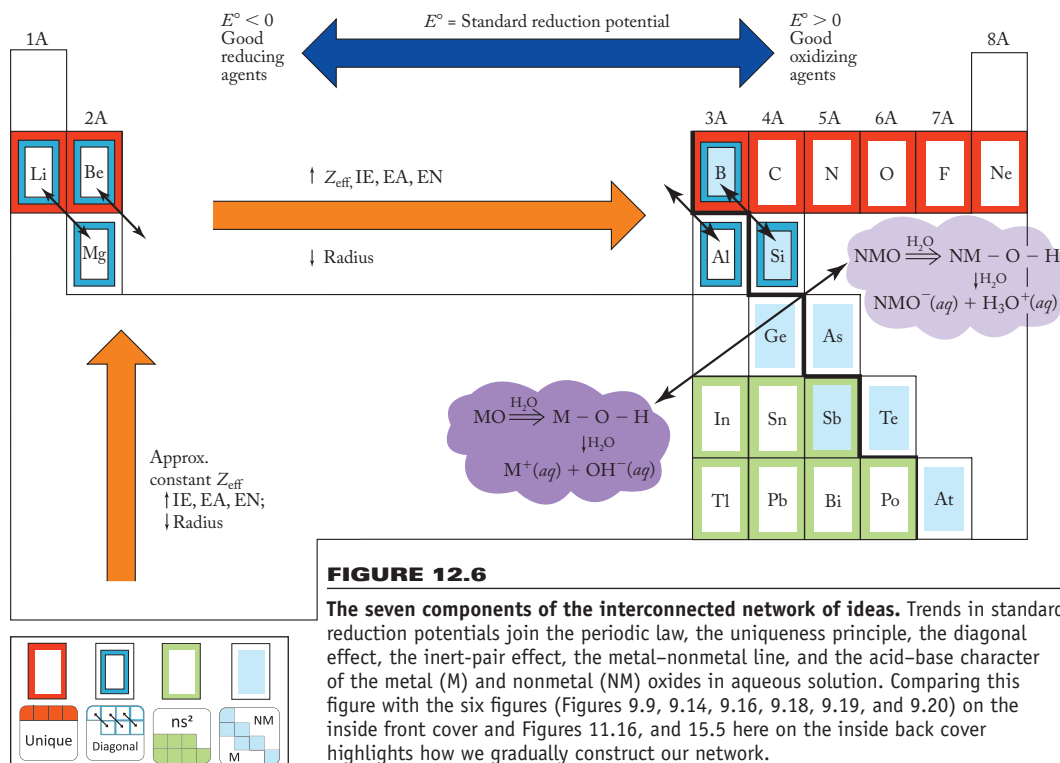 E° < 0
Good
reducing
agents
E° = Standard reduction potential
E° > 0
Good
oxidizing
agents
1A
8A
2A
3A 4A 5A 6A 7A
Li Be
B C N O F Ne
↑ Z_eff, IE, EA, EN
↓ Radius
Mg
Al Si
NMO ⇒ (H₂O) NM – O – H
↓H₂O
NMO⁻(aq) + H₃O⁺(aq)
Ge As
MO ⇒ (H₂O) M – O – H
↓H₂O
M⁺(aq) + OH⁻(aq)
In Sn Sb Te
Tl Pb Bi Po At
Approx.
constant Z_eff
↑IE, EA, EN;
↓Radius
FIGURE 12.6
The seven components of the interconnected network of ideas. Trends in standard
reduction potentials join the periodic law, the uniqueness principle, the diagonal
effect, the inert-pair effect, the metal–nonmetal line, and the acid–base character
of the metal (M) and nonmetal (NM) oxides in aqueous solution. Comparing this
figure with the six figures (Figures 9.9, 9.14, 9.16, 9.18, 9.19, and 9.20) on the
inside front cover and Figures 11.16, and 15.5 here on the inside back cover
highlights how we gradually construct our network.
Unique
Diagonal
ns²
NM
M